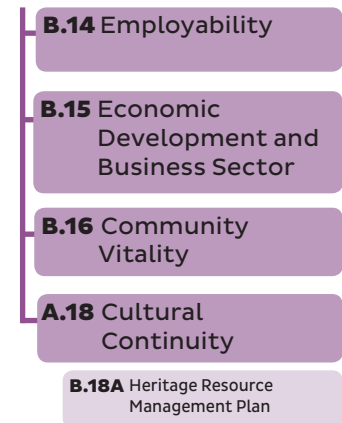 B.14 Employability
B.15 Economic
Development and
Business Sector
B.16 Community
Vitality
A.18 Cultural
Continuity
B.18A Heritage Resource
Management Plan